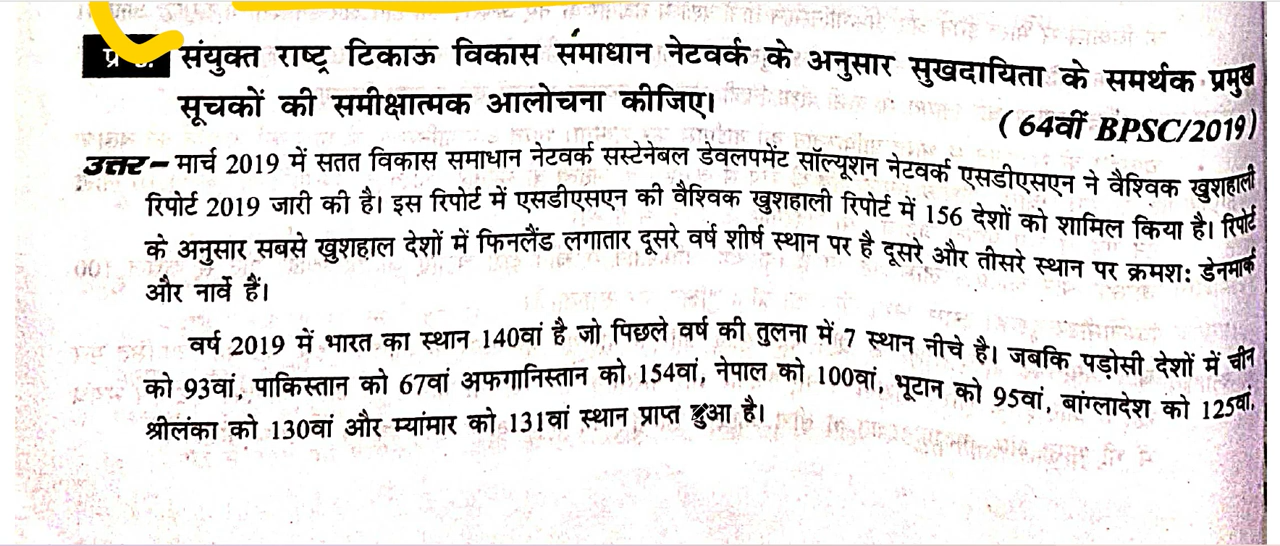 संयुक्त राष्ट्र टिकाऊ विकास समाधान नेटवर्क के अनुसार सुखदायिता के समर्थक प्रमुख
सूचकों की समीक्षात्मक आलोचना कीजिए।
( 64वीं BPSC/2019)
उत्तर– मार्च 2019 में सतत विकास समाधान नेटवर्क सस्टेनेबल डेवलपमेंट सॉल्यूशन नेटवर्क एसडीएसएन ने वैश्विक खुशहाली
रिपोर्ट 2019 जारी की है। इस रिपोर्ट में एसडीएसएन की वैश्विक खुशहाली रिपोर्ट में 156 देशों को शामिल किया है। रिपोर्ट
के अनुसार सबसे खुशहाल देशों में फिनलैंड लगातार दूसरे वर्ष शीर्ष स्थान पर है दूसरे और तीसरे स्थान पर क्रमश: डेनमार्क
और नार्वे हैं।
वर्ष 2019 में भारत का स्थान 140वां है जो पिछले वर्ष की तुलना में 7 स्थान नीचे है। जबकि पड़ोसी देशों में चीन
को 93वां, पाकिस्तान को 67वां अफगानिस्तान को 154वां, नेपाल को 100वां, भूटान को 95वां, बांग्लादेश को 125वां,
श्रीलंका को 130वां और म्यांमार को 131वां स्थान प्राप्त हुआ है।